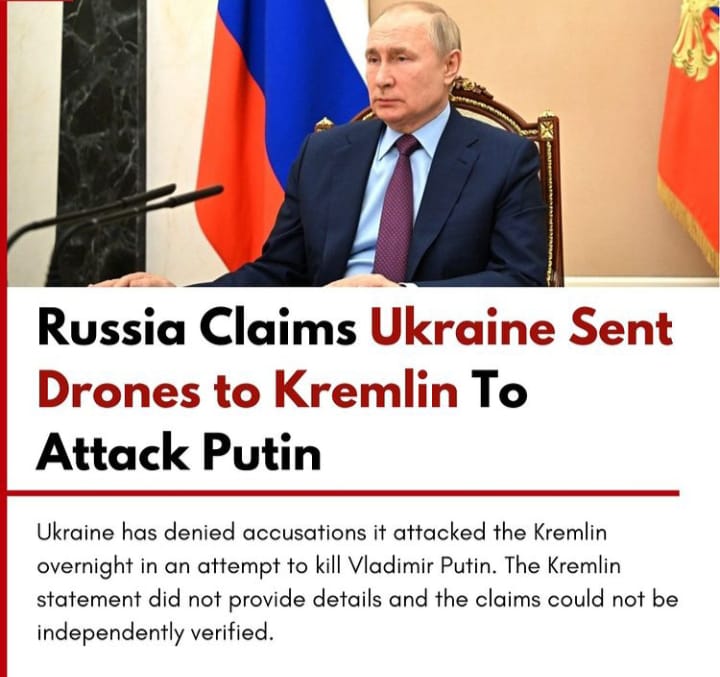 Russia Claims Ukraine Sent
Drones to Kremlin To
Attack Putin
Ukraine has denied accusations it attacked the Kremlin
overnight in an attempt to kill Vladimir Putin. The Kremlin
statement did not provide details and the claims could not be
independently verified.